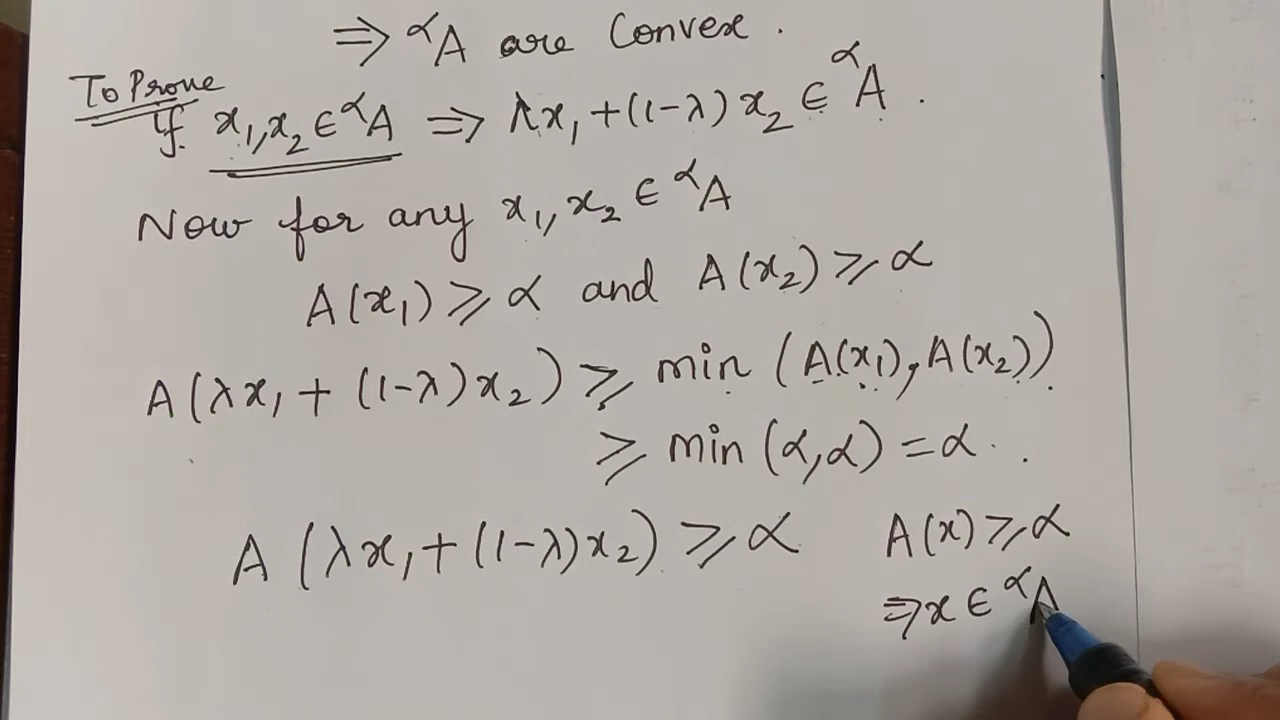 ⇒ ᵅA are Convex .
To Prove
If x₁,x₂ ∈ ᵅA ⇒ λx₁ + (1-λ) x₂ ∈ ᵅA .
Now for any x₁, x₂ ∈ ᵅA
A(x₁) ⩾ α and A(x₂) ⩾ α
A(λx₁ + (1-λ)x₂) ⩾ min (A(x₁), A(x₂))
⩾ min (α,α) = α .
A (λx₁ + (1-λ)x₂) ⩾ α
A(x) ⩾ α
⇒ x ∈ ᵅA